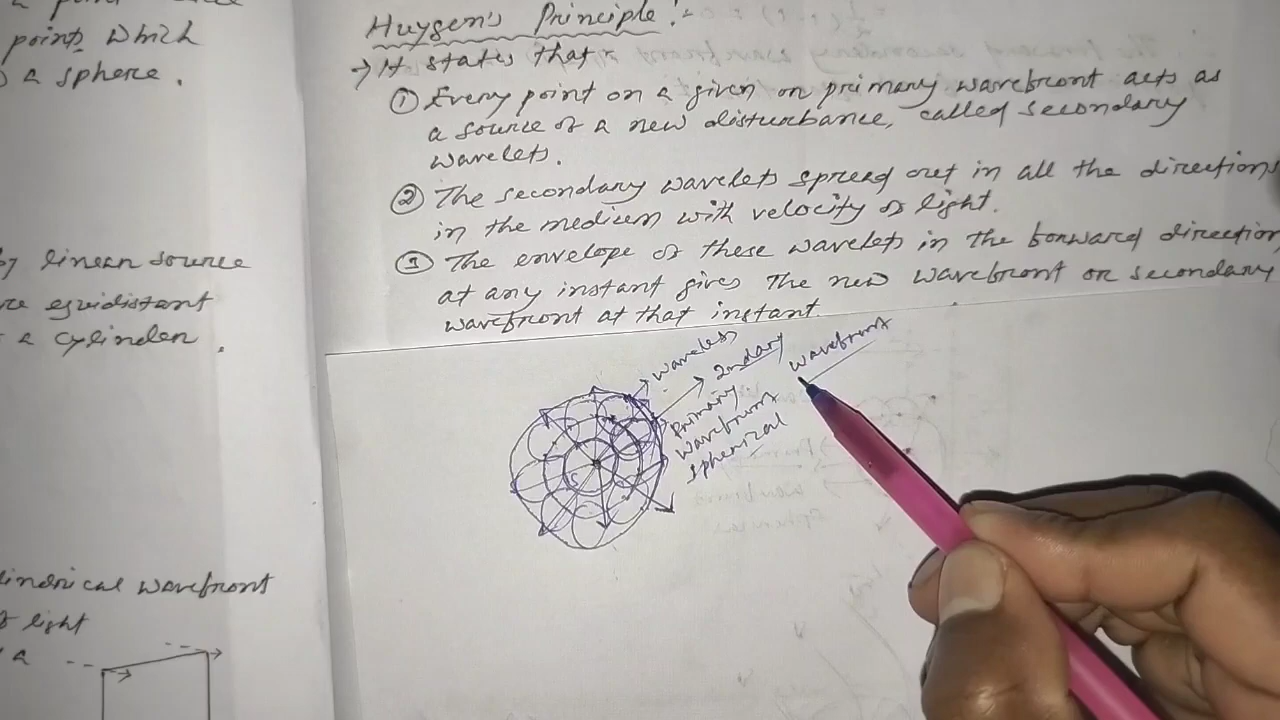 points which
a sphere.
linear source
equidistant
a cylinder.
cylindrical wavefront
of light
a
Huygen's Principle:-
→ It states that
① Every point on a given or primary wavefront acts as
a source of a new disturbance, called secondary
wavelets.
② The secondary wavelets spread out in all the directions
in the medium with velocity of light.
③ The envelope of these wavelets in the forward direction
at any instant gives the new wavefront or secondary
wavefront at that instant.
wavelets
2ndary wavefront
Primary
wavefront
spherical
S